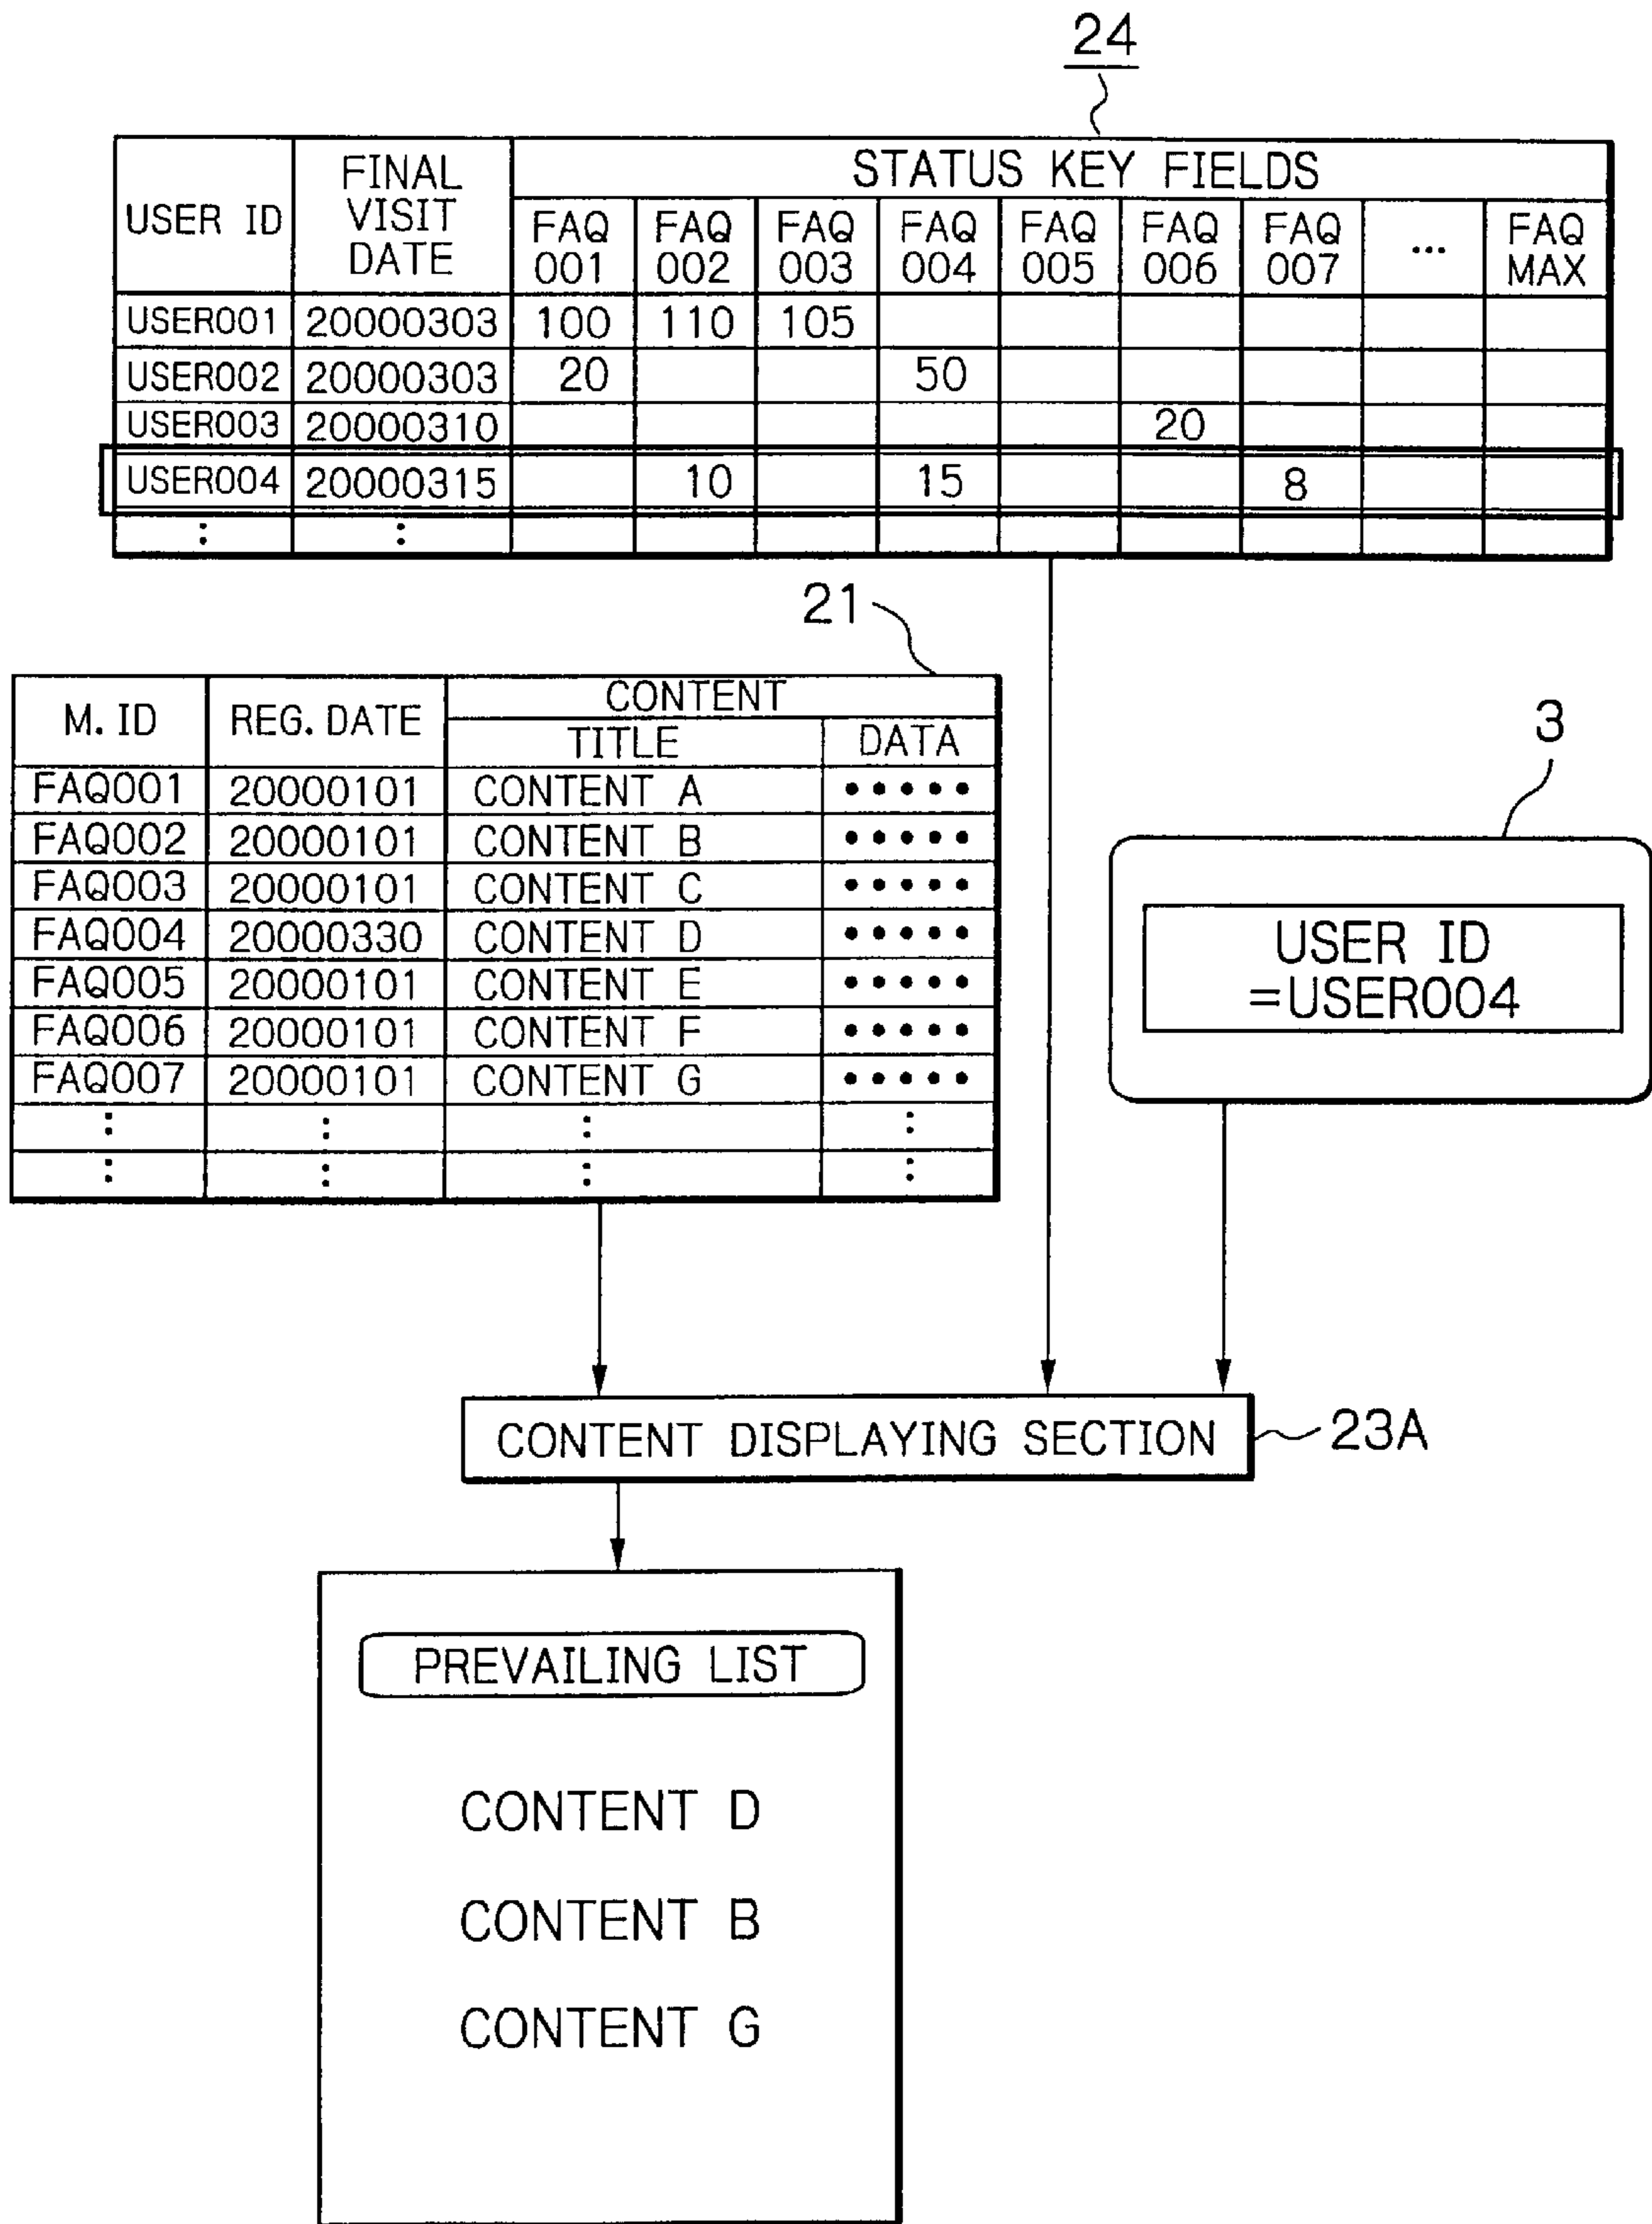 24
STATUS KEY FIELDS
USER ID FINAL VISIT DATE FAQ 001 FAQ 002 FAQ 003 FAQ 004 FAQ 005 FAQ 006 FAQ 007 ... FAQ MAX
USER001 20000303 100 110 105
USER002 20000303 20 50
USER003 20000310 20
USER004 20000315 10 15 8
: :
21
M. ID REG. DATE CONTENT
TITLE DATA
FAQ001 20000101 CONTENT A •••••
FAQ002 20000101 CONTENT B •••••
FAQ003 20000101 CONTENT C •••••
FAQ004 20000330 CONTENT D •••••
FAQ005 20000101 CONTENT E •••••
FAQ006 20000101 CONTENT F •••••
FAQ007 20000101 CONTENT G •••••
: : : :
: : : :
3
USER ID
=USER004
CONTENT DISPLAYING SECTION 23A
PREVAILING LIST
CONTENT D
CONTENT B
CONTENT G